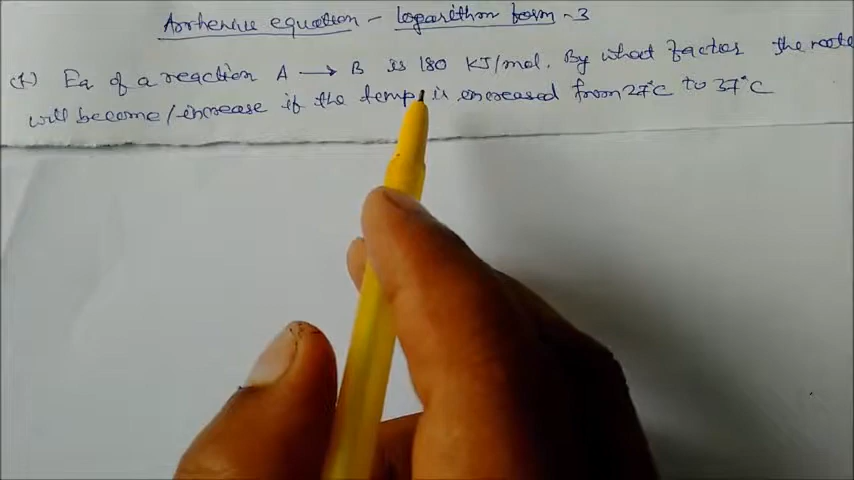 Arrhenius equation - logarithm form - 3
(1) Ea of a reaction A → B is 180 KJ/mol. By what factor the rate
will become/increase if the temp is increased from 27°C to 37°C